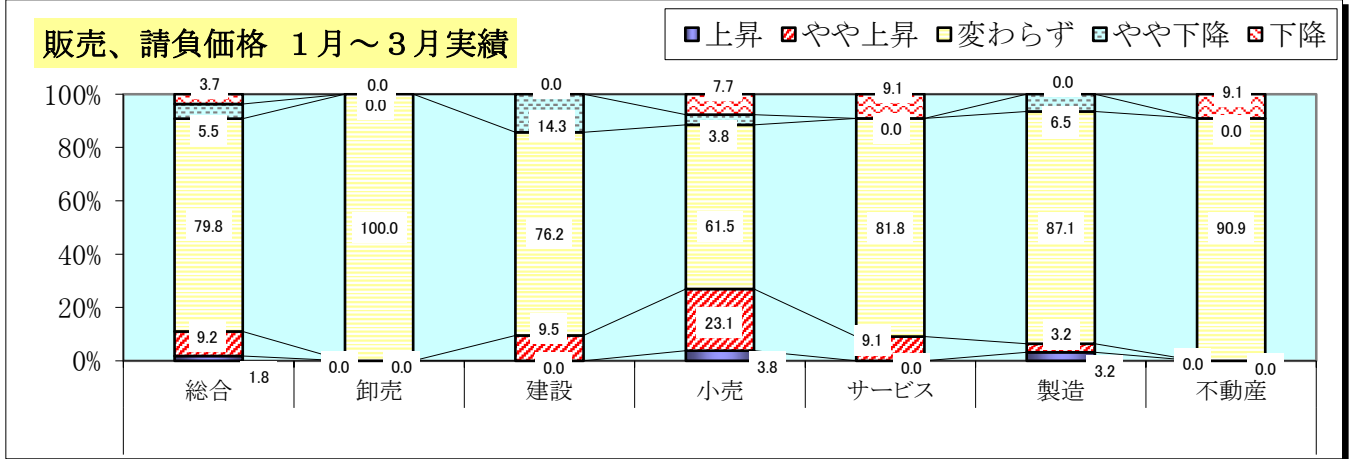 販売、請負価格 1月～3月実績
上昇 やや上昇 変わらず やや下降 下降
100%
80%
60%
40%
20%
0%
3.7 0.0 0.0 7.7 9.1 0.0 9.1
5.5 0.0 14.3 3.8 0.0 6.5 0.0
79.8 100.0 76.2 61.5 81.8 87.1 90.9
9.2 0.0 9.5 23.1 9.1 3.2 0.0
1.8 0.0 0.0 3.8 0.0 3.2 0.0
総合 卸売 建設 小売 サービス 製造 不動産